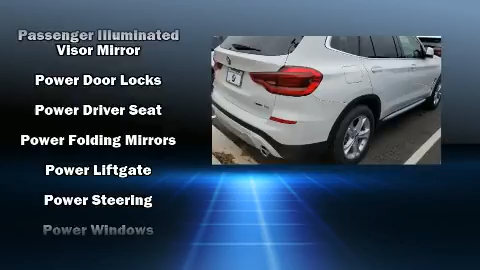 Passenger Illuminated
Visor Mirror
Power Door Locks
Power Driver Seat
Power Folding Mirrors
Power Liftgate
Power Steering
Power Windows